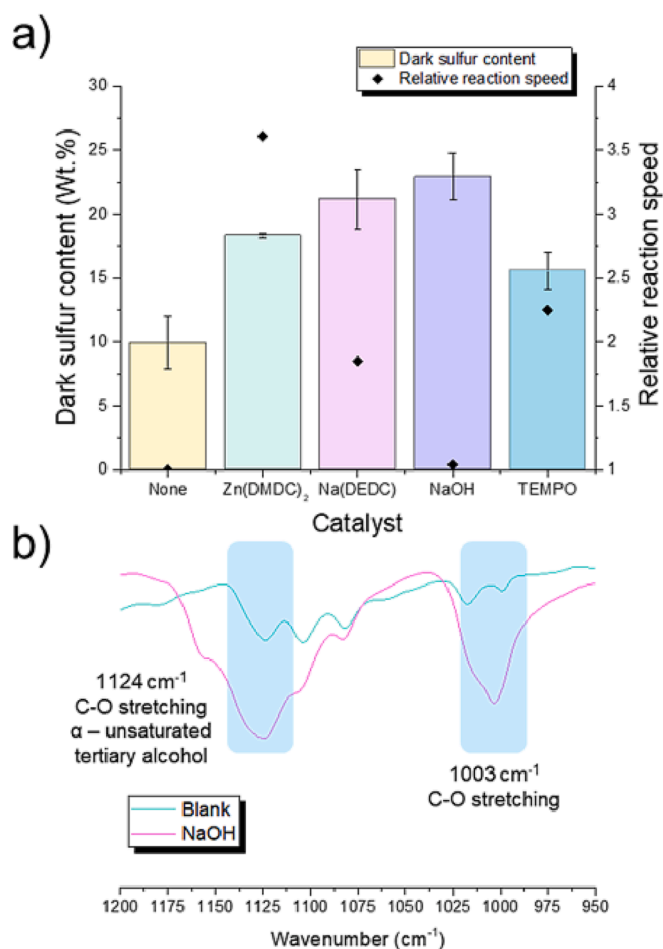 a)
Dark sulfur content
Relative reaction speed
30
25
20
15
10
5
0
Dark sulfur content (Wt.%)
4
3.5
3
2.5
2
1.5
1
Relative reaction speed
None Zn(DMDC)₂ Na(DEDC) NaOH TEMPO
Catalyst
b)
1124 cm⁻¹
C-O stretching
α – unsaturated
tertiary alcohol
1003 cm⁻¹
C-O stretching
Blank
NaOH
1200 1175 1150 1125 1100 1075 1050 1025 1000 975 950
Wavenumber (cm⁻¹)